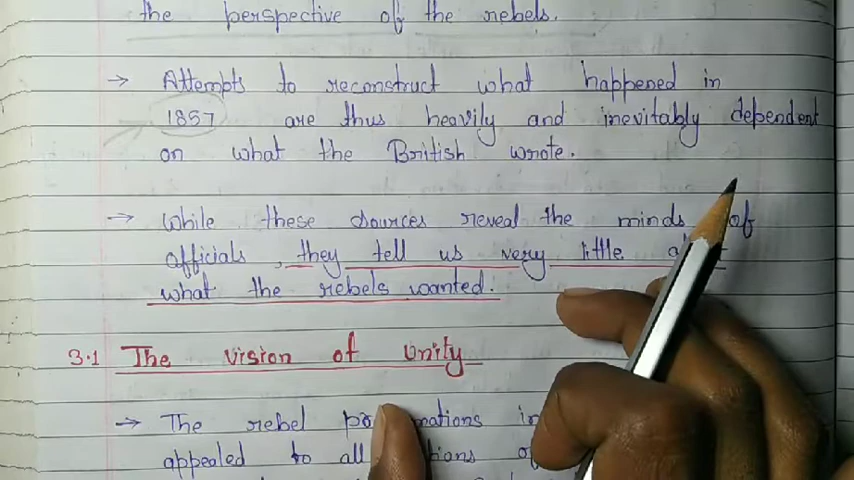 the perspective of the rebels.
→ Attempts to reconstruct what happened in
1857 are thus heavily and inevitably dependent
on what the British wrote.
→ While these sources reveal the minds of
officials, they tell us very little
what the rebels wanted.
3.1 The vision of Unity
→ The rebel
appealed to all